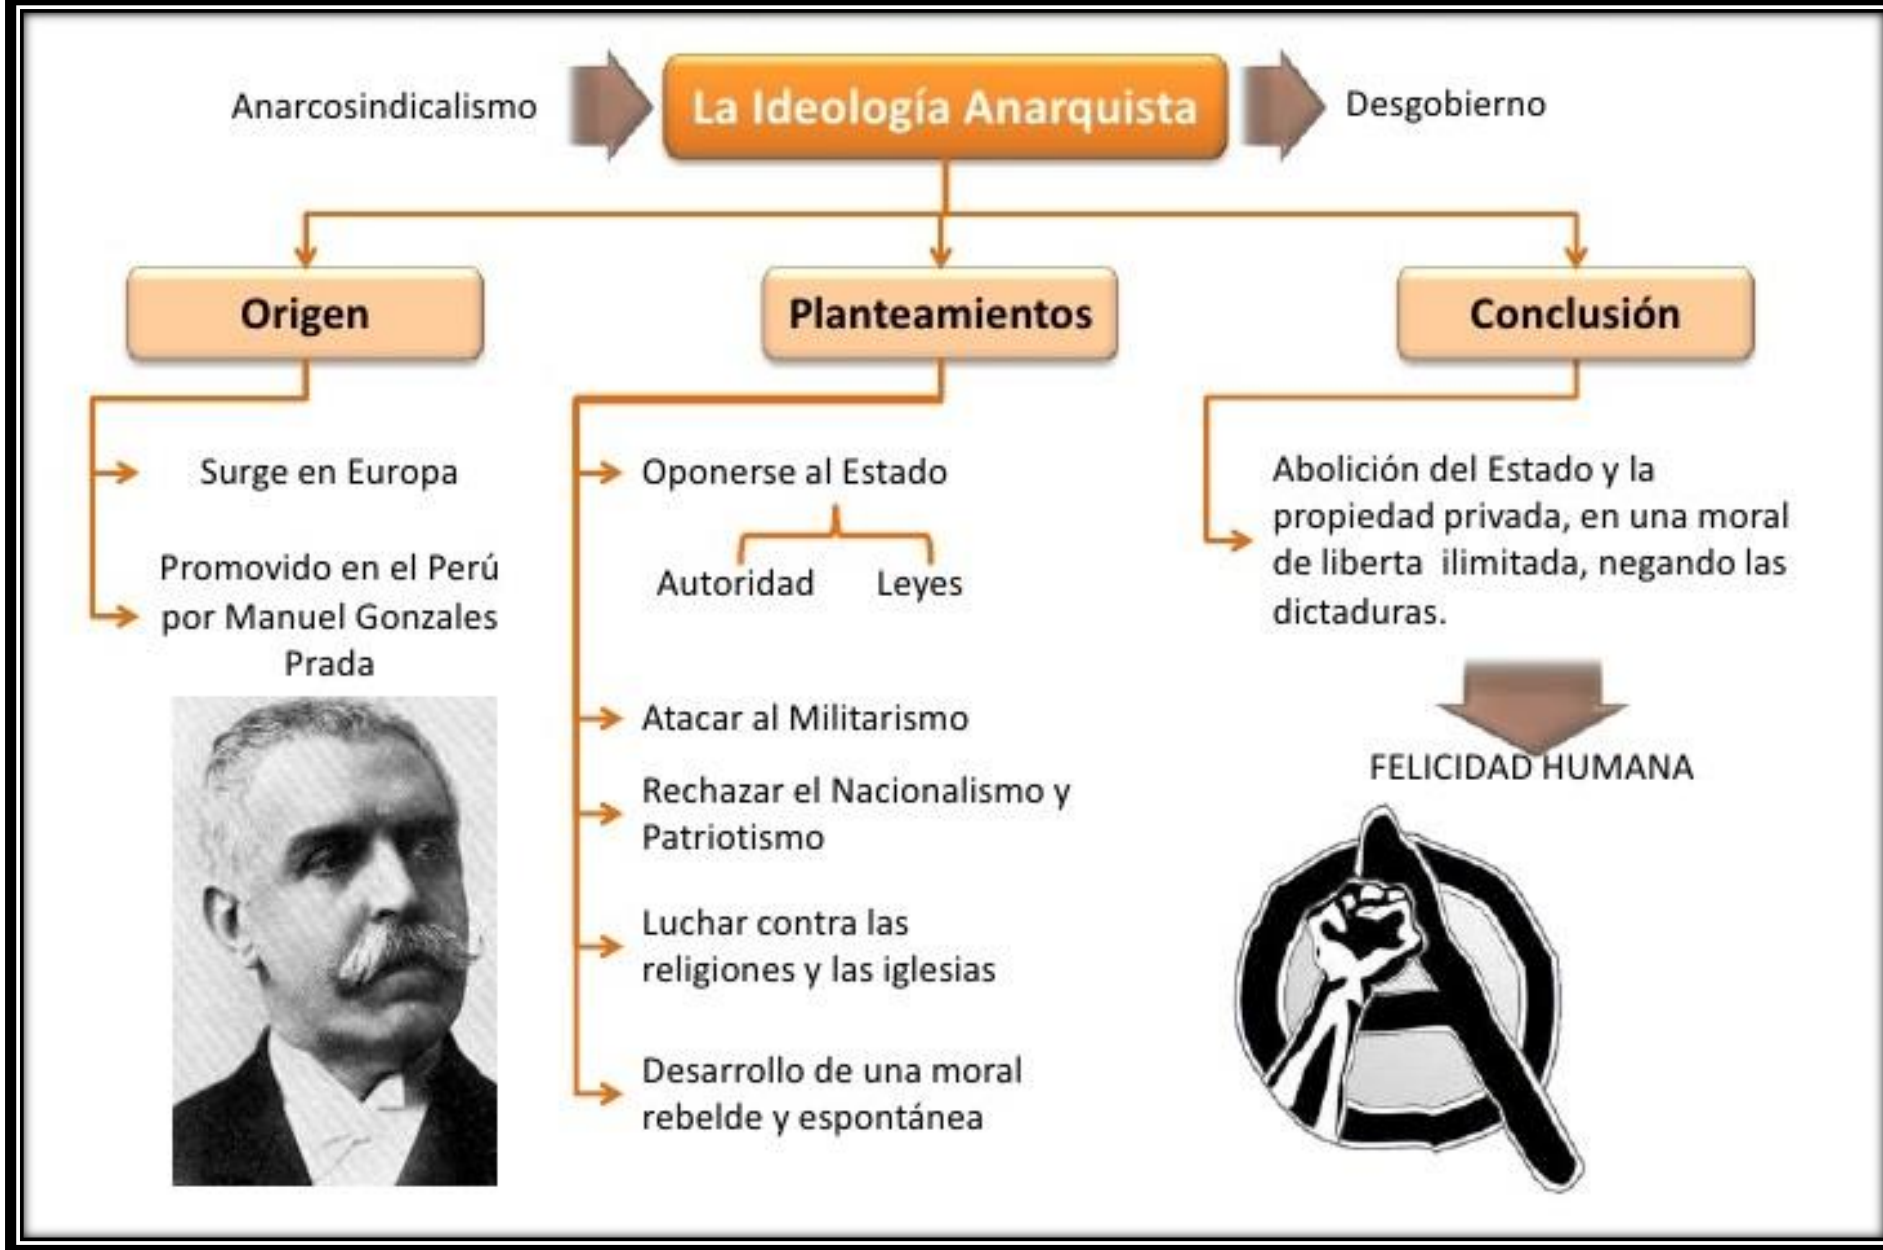 Anarcosindicalismo
La Ideología Anarquista
Desgobierno
Origen
Surge en Europa
Promovido en el Perú
por Manuel Gonzales
Prada
Planteamientos
Oponerse al Estado
Autoridad
Leyes
Atacar al Militarismo
Rechazar el Nacionalismo y
Patriotismo
Luchar contra las
religiones y las iglesias
Desarrollo de una moral
rebelde y espontánea
Conclusión
Abolición del Estado y la
propiedad privada, en una moral
de liberta ilimitada, negando las
dictaduras.
FELICIDAD HUMANA